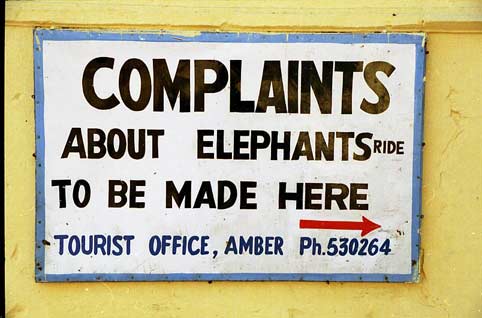 COMPLAINTS
ABOUT ELEPHANTS RIDE
TO BE MADE HERE
TOURIST OFFICE, AMBER Ph.530264